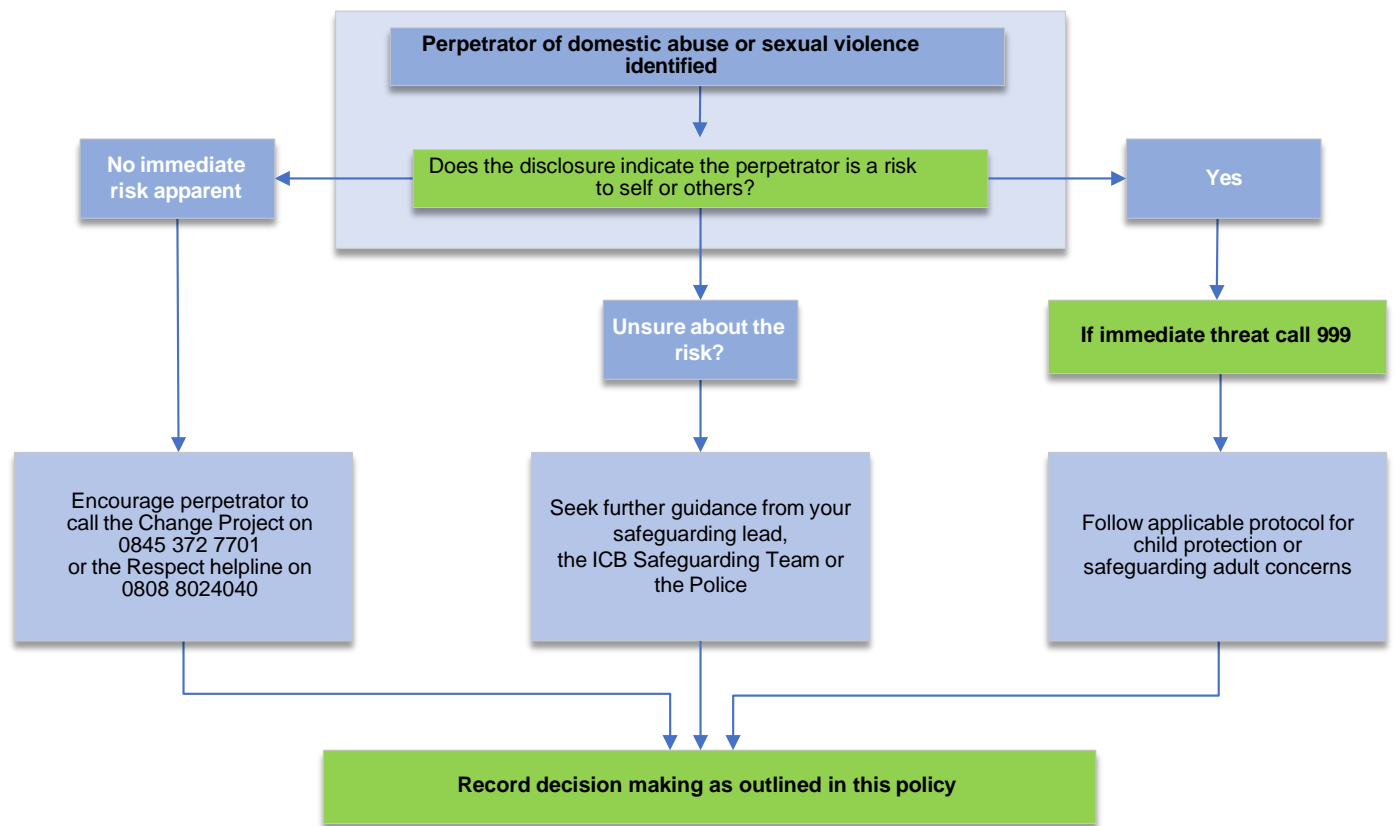 Perpetrator of domestic abuse or sexual violence
identified
No immediate
risk apparent
Does the disclosure indicate the perpetrator is a risk
to self or others?
Yes
Unsure about the
risk?
If immediate threat call 999
Encourage perpetrator to
call the Change Project on
0845 372 7701
or the Respect helpline on
0808 8024040
Seek further guidance from your
safeguarding lead,
the ICB Safeguarding Team or
the Police
Follow applicable protocol for
child protection or
safeguarding adult concerns
Record decision making as outlined in this policy